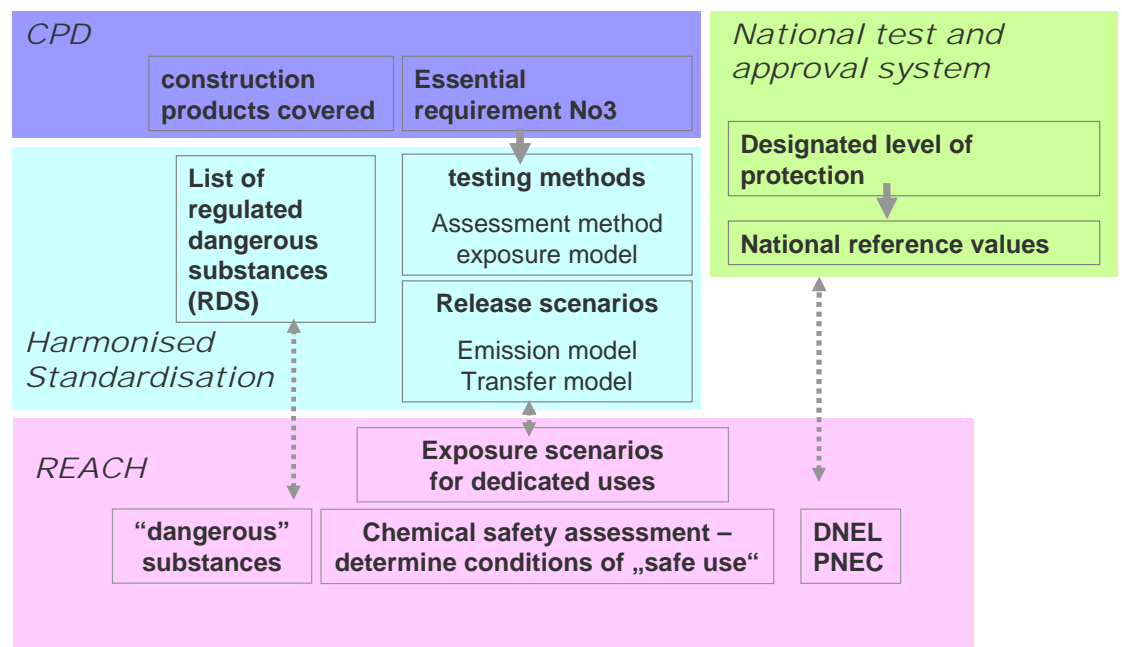 CPD
construction
products covered
Essential
requirement No3
National test and
approval system
Designated level of
protection
National reference values
List of
regulated
dangerous
substances
(RDS)
testing methods
Assessment method
exposure model
Release scenarios
Emission model
Transfer model
Harmonised
Standardisation
REACH
Exposure scenarios
for dedicated uses
“dangerous”
substances
Chemical safety assessment –
determine conditions of „safe use“
DNEL
PNEC